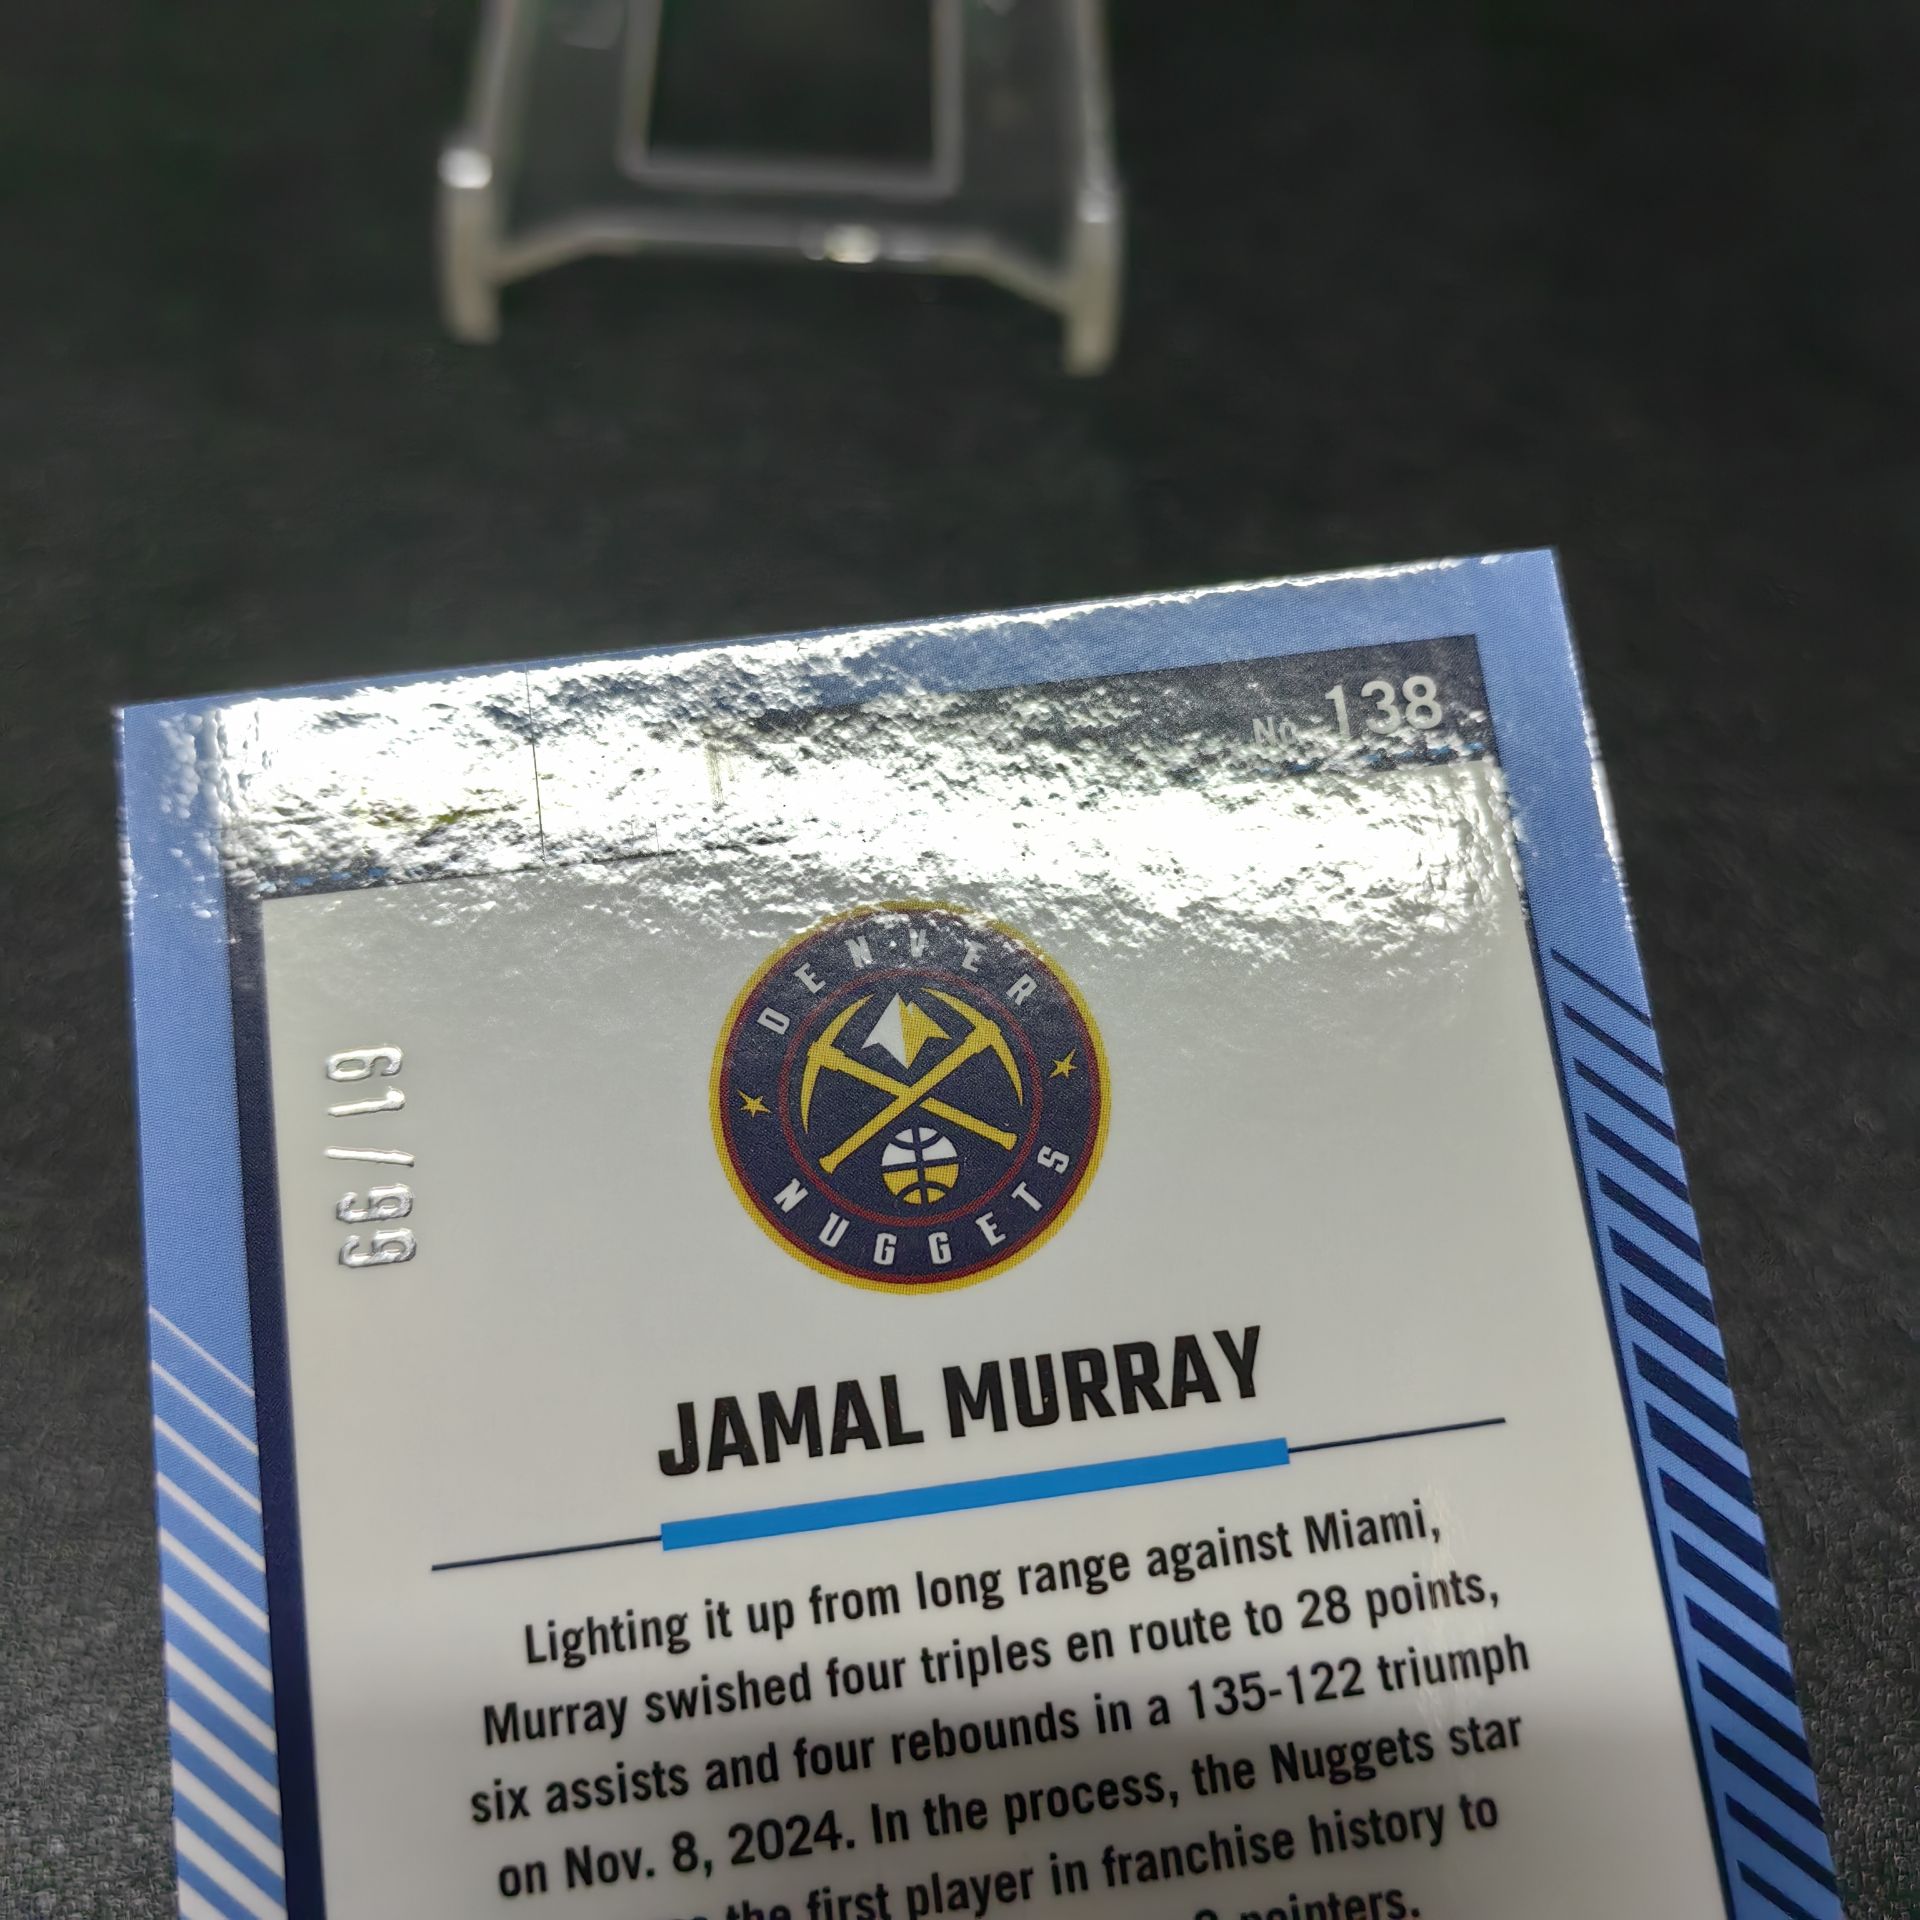 No. 138
61/99
DENVER
NUGGETS
JAMAL MURRAY
Lighting it up from long range against Miami,
Murray swished four triples en route to 28 points,
six assists and four rebounds in a 135-122 triumph
on Nov. 8, 2024. In the process, the Nuggets star
the first player in franchise history to
pointers.